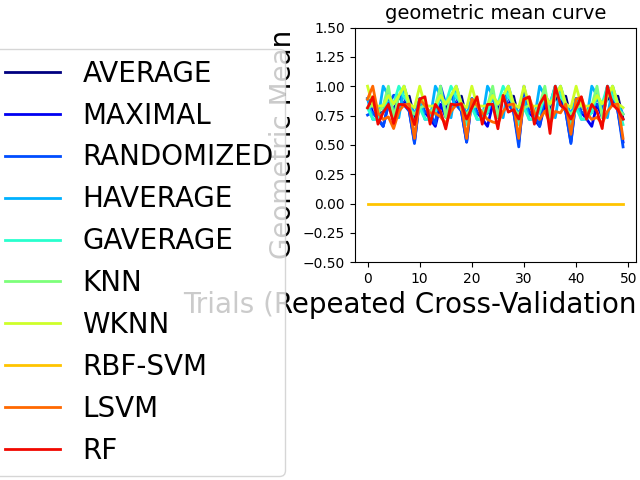 geometric mean curve
Geometric Mean
1.50
1.25
1.00
0.75
0.50
0.25
0.00
−0.25
−0.50
0 10 20 30 40 50
Trials (Repeated Cross-Validation
AVERAGE
MAXIMAL
RANDOMIZED
HAVERAGE
GAVERAGE
KNN
WKNN
RBF-SVM
LSVM
RF